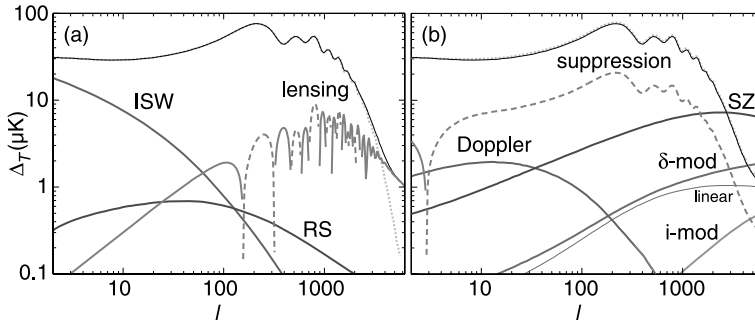 100
(a)
(b)
suppression
ISW
lensing
SZ
Δ_T(μK)
10
Doppler
δ-mod
1
linear
RS
i-mod
0.1
10 100 1000 10 100 1000
l l